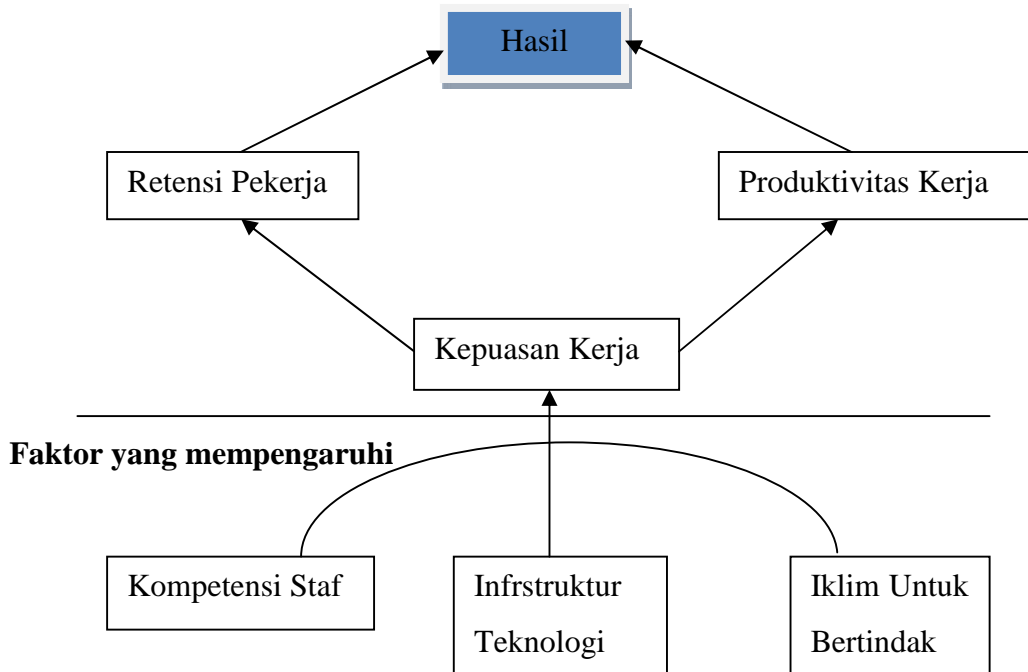 Hasil
Retensi Pekerja
Produktivitas Kerja
Kepuasan Kerja
Faktor yang mempengaruhi
Kompetensi Staf
Infrstruktur
Teknologi
Iklim Untuk
Bertindak